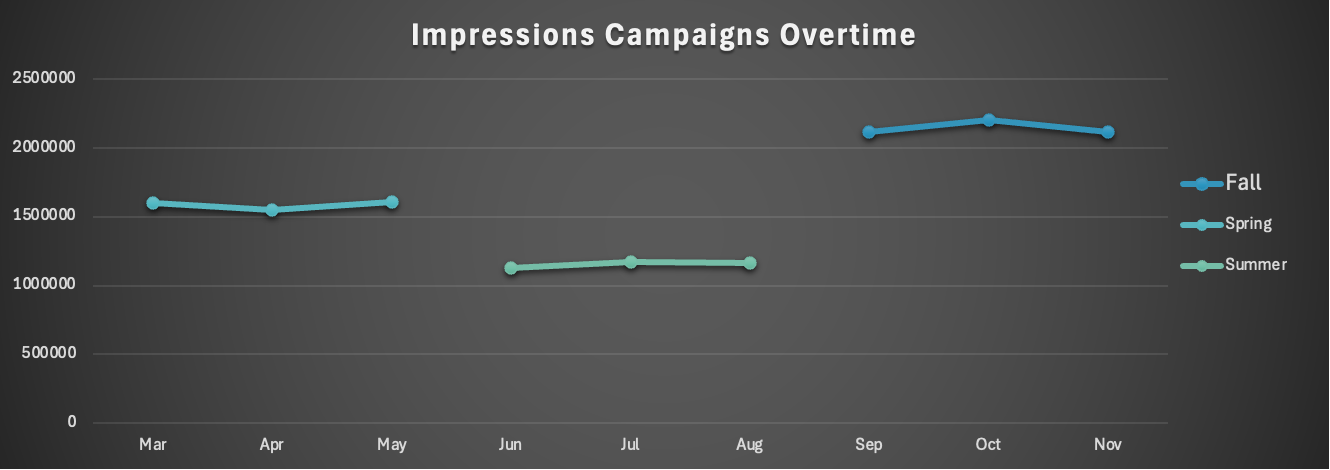 Impressions Campaigns Overtime
2500000
2000000
1500000
1000000
500000
0
Mar Apr May Jun Jul Aug Sep Oct Nov
Fall
Spring
Summer